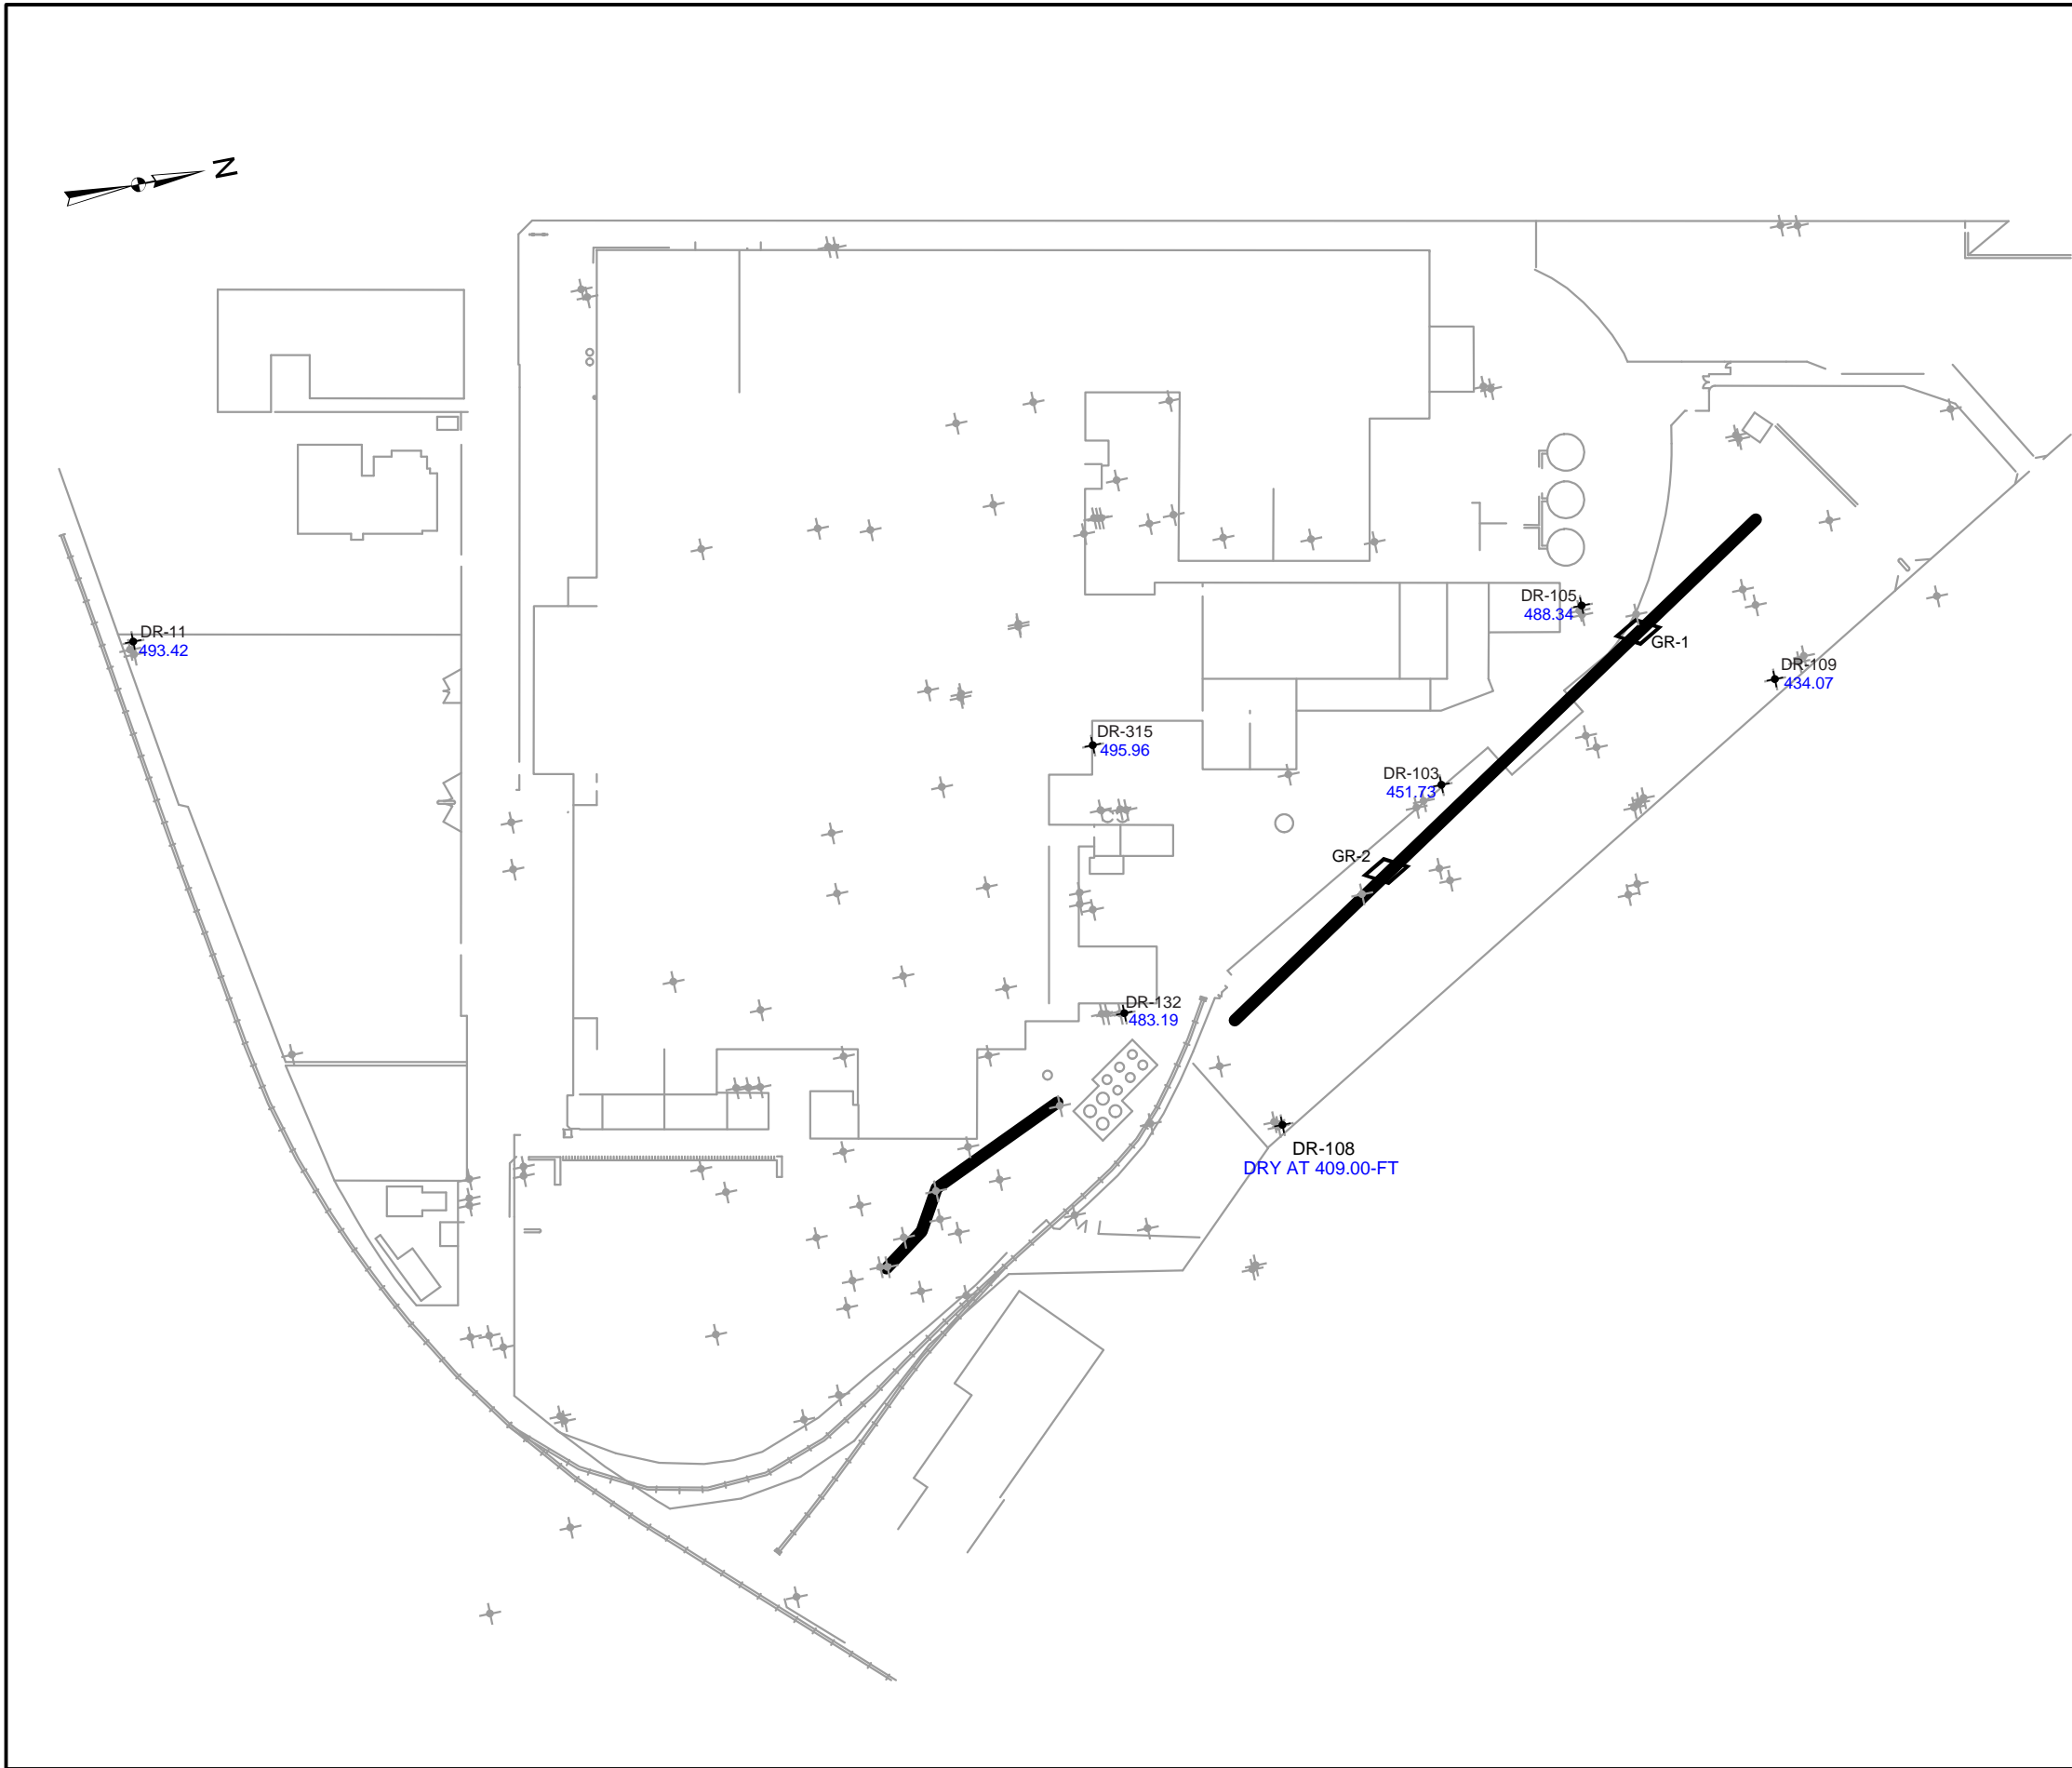 N
DR-105
488.34
DR-11
493.42
GR-1
DR-109
434.07
DR-315
495.96
DR-103
451.73
GR-2
DR-132
483.19
DR-108
DRY AT 409.00-FT